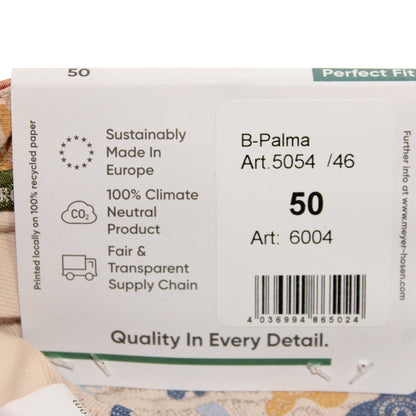 50
Perfect Fit
Printed locally on 100% recycled paper
Sustainably
Made In
Europe
CO₂
100% Climate
Neutral
Product
Fair &
Transparent
Supply Chain
B-Palma
Art.5054 /46
50
Art: 6004
4036994 865024
Further info at www.meyer-hosen.com
Quality In Every Detail.